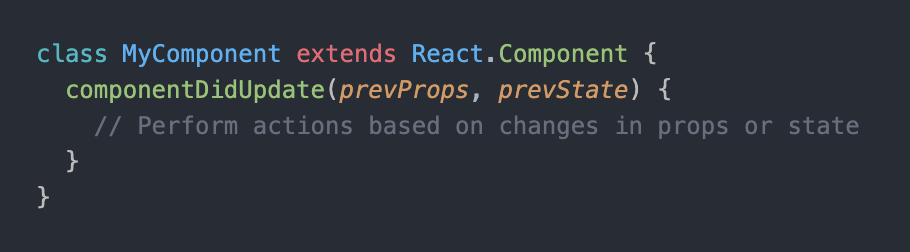 class MyComponent extends React.Component {
  componentDidUpdate(prevProps, prevState) {
    // Perform actions based on changes in props or state
  }
}